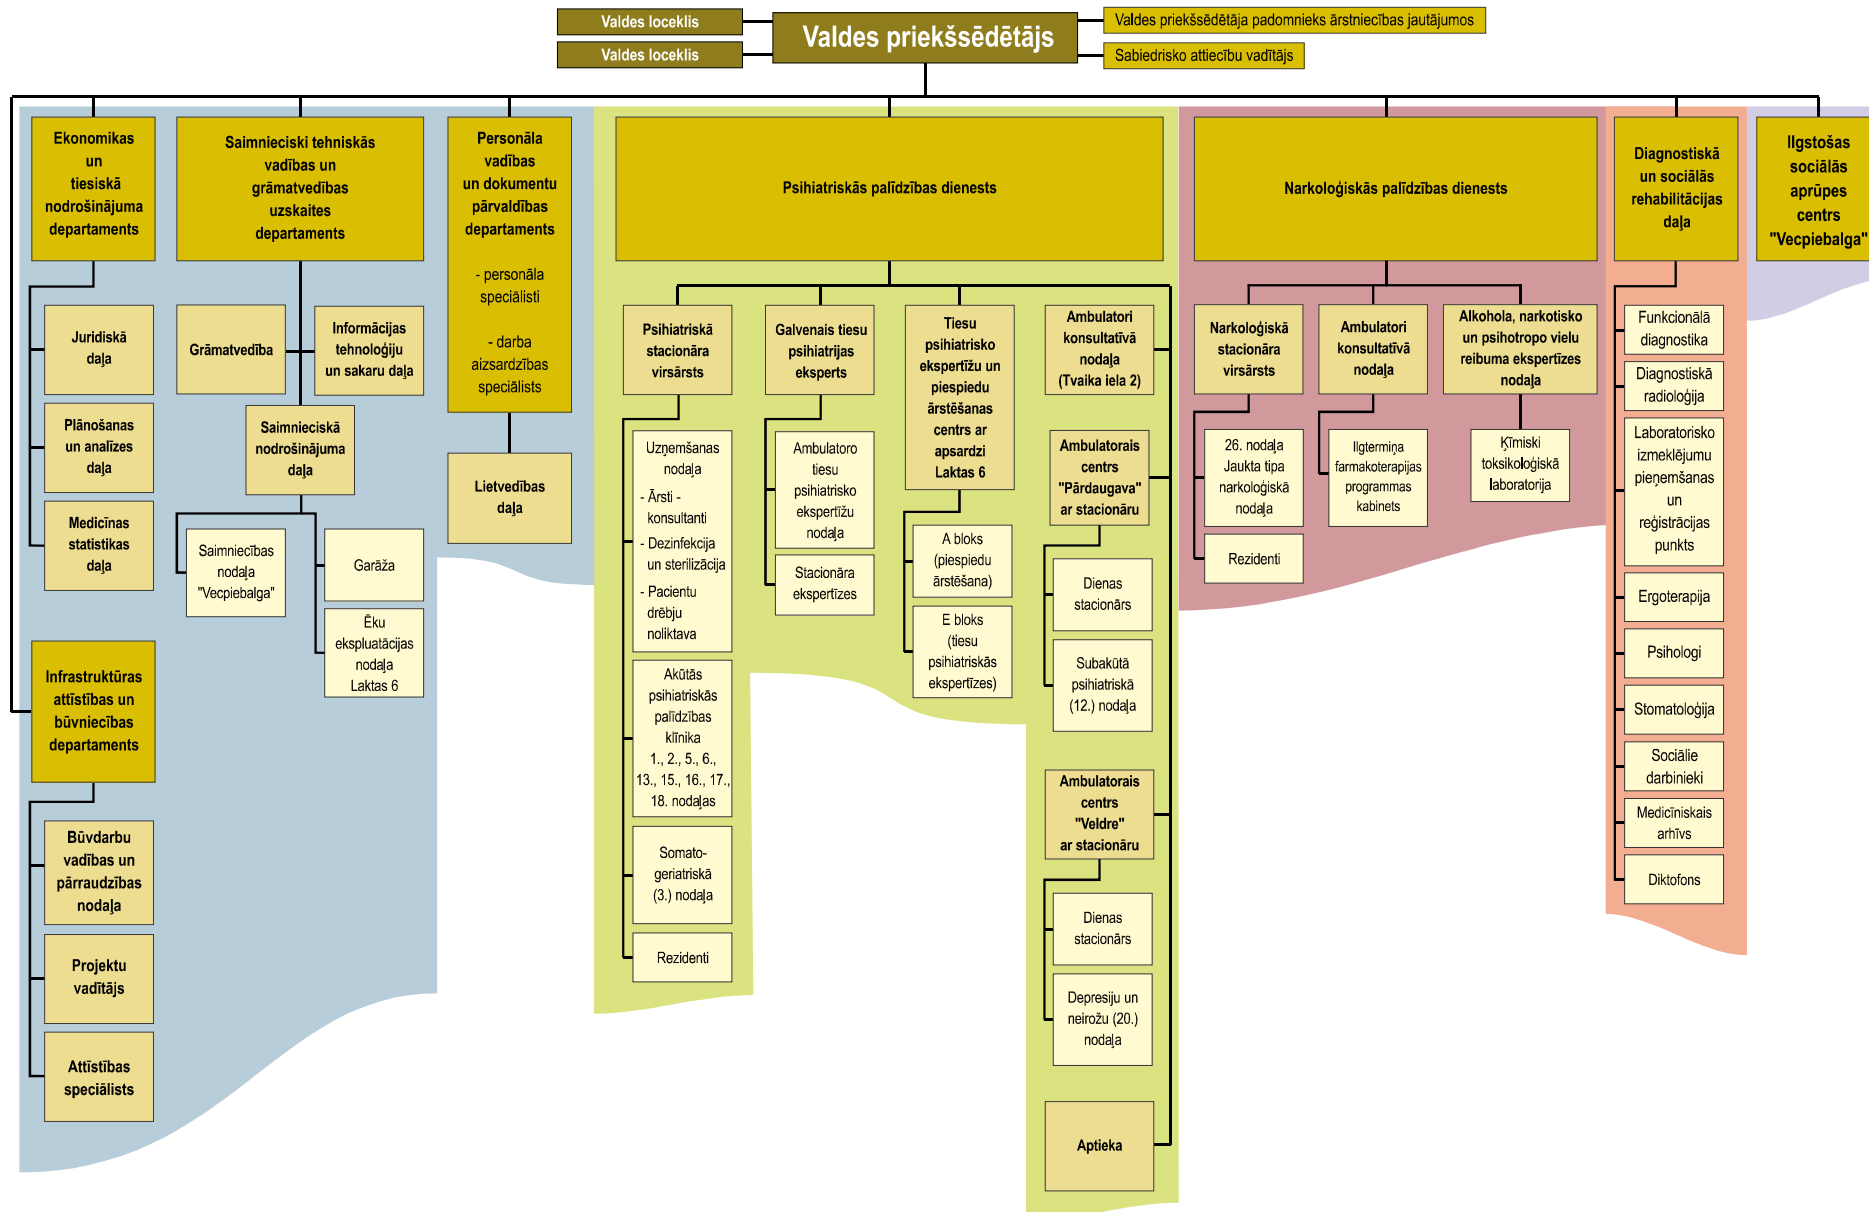 Valdes loceklis
Valdes loceklis
Valdes priekšsēdētājs
Valdes priekšsēdētāja padomnieks ārstniecības jautājumos
Sabiedrisko attiecību vadītājs
Ekonomikas
un
tiesiskā
nodrošinājuma
departaments
Juridiskā
daļa
Plānošanas
un analīzes
daļa
Medicīnas
statistikas
daļa
Infrastruktūras
attīstības un
būvniecības
departaments
Būvdarbu
vadības un
pārraudzības
nodaļa
Projektu
vadītājs
Attīstības
speciālists
Saimnieciski tehniskās
vadības un
grāmatvedības
uzskaites
departaments
Grāmatvedība
Informācijas
tehnoloģiju
un sakaru daļa
Saimnieciskā
nodrošinājuma
daļa
Saimniecības
nodaļa
"Vecpiebalga"
Garāža
Ēku
ekspluatācijas
nodaļa
Laktas 6
Personāla
vadības
un dokumentu
pārvaldības
departaments
- personāla
speciālisti
- darba
aizsardzības
speciālists
Lietvedības
daļa
Psihiatriskās palīdzības dienests
Psihiatriskā
stacionāra
virsārsts
Uzņemšanas
nodaļa
- Ārsti -
konsultanti
- Dezinfekcija
un sterilizācija
- Pacientu
drēbju
noliktava
Akūtās
psihiatriskās
palīdzības
klīnika
1., 2., 5., 6.,
13., 15., 16., 17.,
18. nodaļas
Somato-
geriatriskā
(3.) nodaļa
Rezidenti
Galvenais tiesu
psihiatrijas
eksperts
Ambulatoro
tiesu
psihiatrisko
ekspertīžu
nodaļa
Stacionāra
ekspertīzes
Tiesu
psihiatrisko
ekspertīžu un
piespiedu
ārstēšanas
centrs ar
apsardzi
Laktas 6
A bloks
(piespiedu
ārstēšana)
E bloks
(tiesu
psihiatriskās
ekspertīzes)
Ambulatori
konsultatīvā
nodaļa
(Tvaika iela 2)
Ambulatorais
centrs
"Pārdaugava"
ar stacionāru
Dienas
stacionārs
Subakūtā
psihiatriskā
(12.) nodaļa
Ambulatorais
centrs
"Veldre"
ar stacionāru
Dienas
stacionārs
Depresiju un
neirožu (20.)
nodaļa
Aptieka
Narkoloģiskās palīdzības dienests
Narkoloģiskā
stacionāra
virsārsts
26. nodaļa
Jaukta tipa
narkoloģiskā
nodaļa
Rezidenti
Ambulatori
konsultatīvā
nodaļa
Ilgtermiņa
farmakoterapijas
programmas
kabinets
Alkohola, narkotisko
un psihotropo vielu
reibuma ekspertīzes
nodaļa
Ķīmiski
toksikoloģiskā
laboratorija
Diagnostiskā
un sociālās
rehabilitācijas
daļa
Funkcionālā
diagnostika
Diagnostiskā
radioloģija
Laboratorisko
izmeklējumu
pieņemšanas
un
reģistrācijas
punkts
Ergoterapija
Psihologi
Stomatoloģija
Sociālie
darbinieki
Medicīniskais
arhīvs
Diktofons
Ilgstošas
sociālās
aprūpes
centrs
"Vecpiebalga"